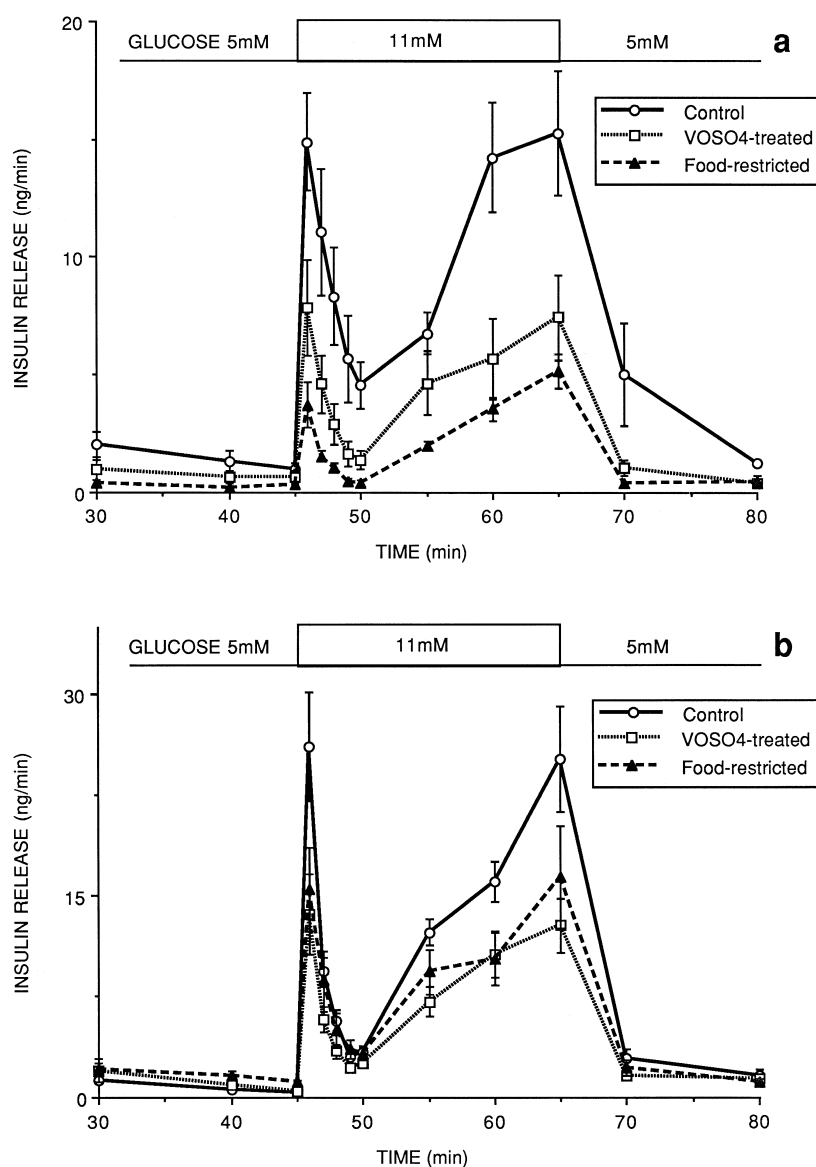 20
GLUCOSE 5mM
11mM
5mM
a
Control
VOSO4-treated
Food-restricted
10
0
INSULIN RELEASE (ng/min)
30
40
50
60
70
80
TIME (min)
GLUCOSE 5mM
11mM
5mM
b
30
Control
VOSO4-treated
Food-restricted
15
0
INSULIN RELEASE (ng/min)
30
40
50
60
70
80
TIME (min)